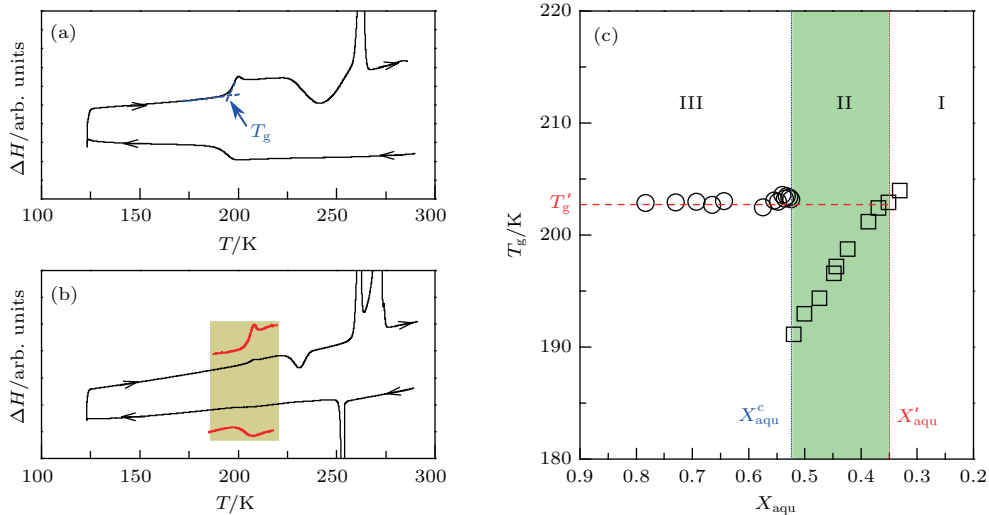 (a)
ΔH/arb. units
T_g
100 150 200 250 300
T/K
(b)
ΔH/arb. units
100 150 200 250 300
T/K
(c)
220
210
200
190
180
T_g/K
III II I
T_g′
X_aqu^c X_aqu′
0.9 0.8 0.7 0.6 0.5 0.4 0.3 0.2
X_aqu